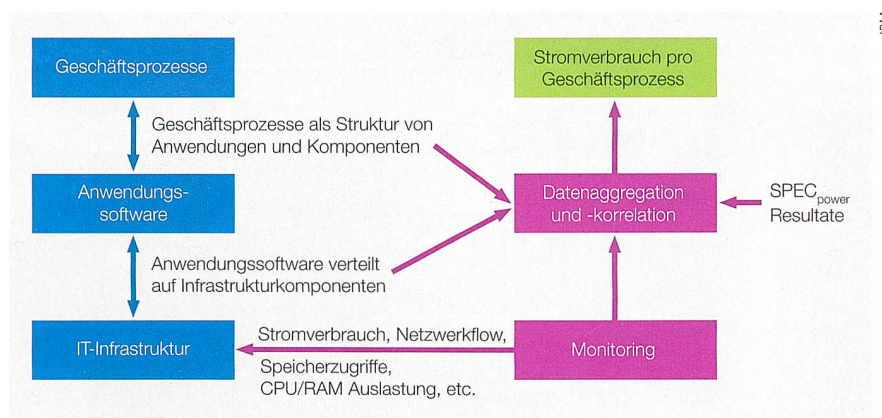 Geschäftsprozesse
Stromverbrauch pro
Geschäftsprozess
Geschäftsprozesse als Struktur von
Anwendungen und Komponenten
Anwendungs-
software
Datenaggregation
und -korrelation
SPECpower
Resultate
Anwendungssoftware verteilt
auf Infrastrukturkomponenten
IT-Infrastruktur
Stromverbrauch, Netzwerkflow,
Speicherzugriffe,
CPU/RAM Auslastung, etc.
Monitoring